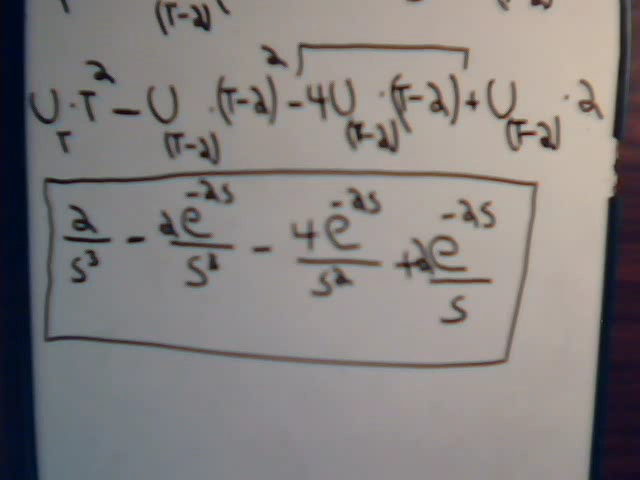 (T-2)
U_T · T² - U_(T-2) · (T-2)² - 4U_(T-2) · (T-2) + U_(T-2) · 2
2/s³ - 2e^-2s/s³ - 4e^-2s/s² + 2e^-2s/s